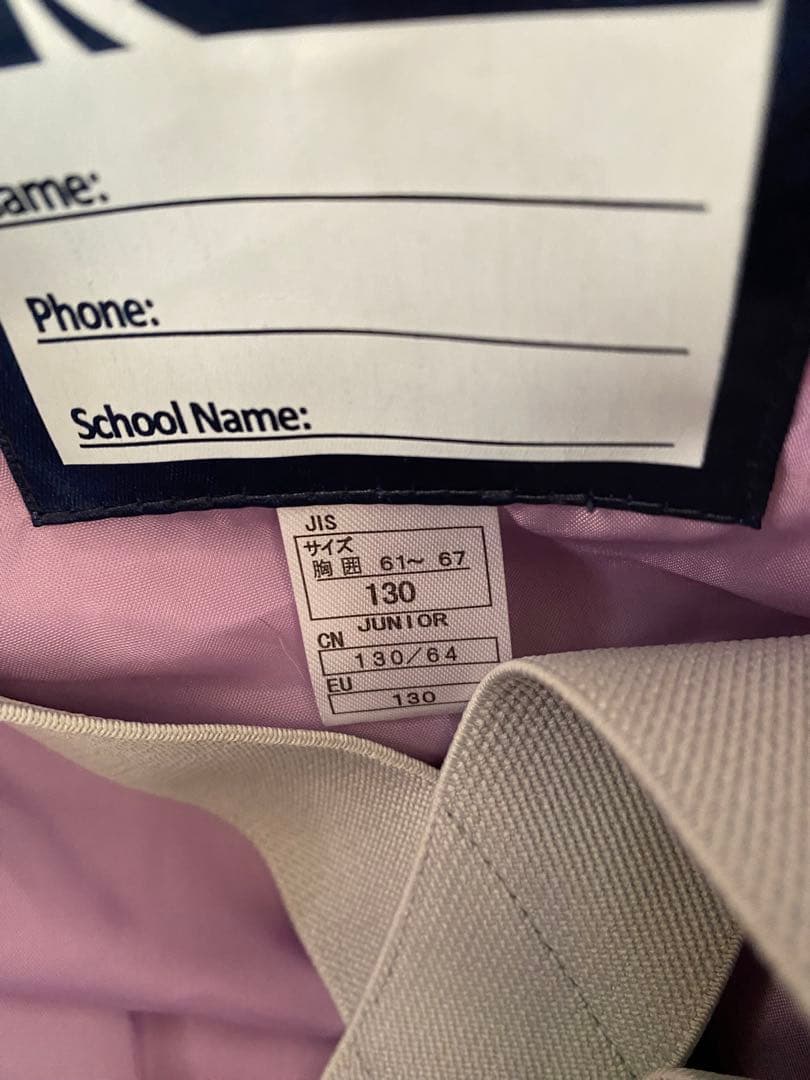 ame:
Phone:
School Name:
JIS
サイズ
胸囲 61～67
130
JUNIOR
CN
130/64
EU
130